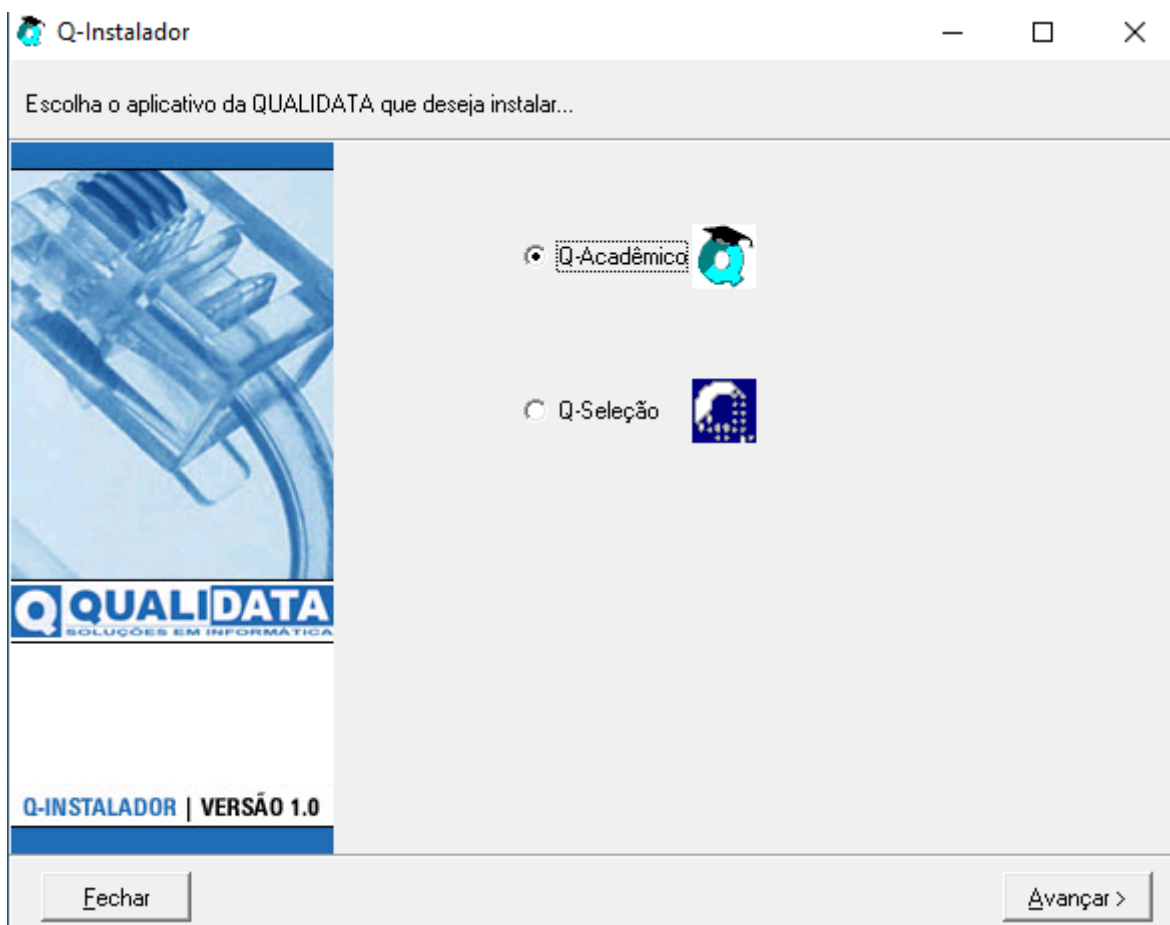 Q-Instalador
Escolha o aplicativo da QUALIDATA que deseja instalar...
Q-Acadêmico
Q-Seleção
Q QUALIDATA
SOLUÇÕES EM INFORMÁTICA
Q-INSTALADOR | VERSÃO 1.0
Fechar
Avançar >